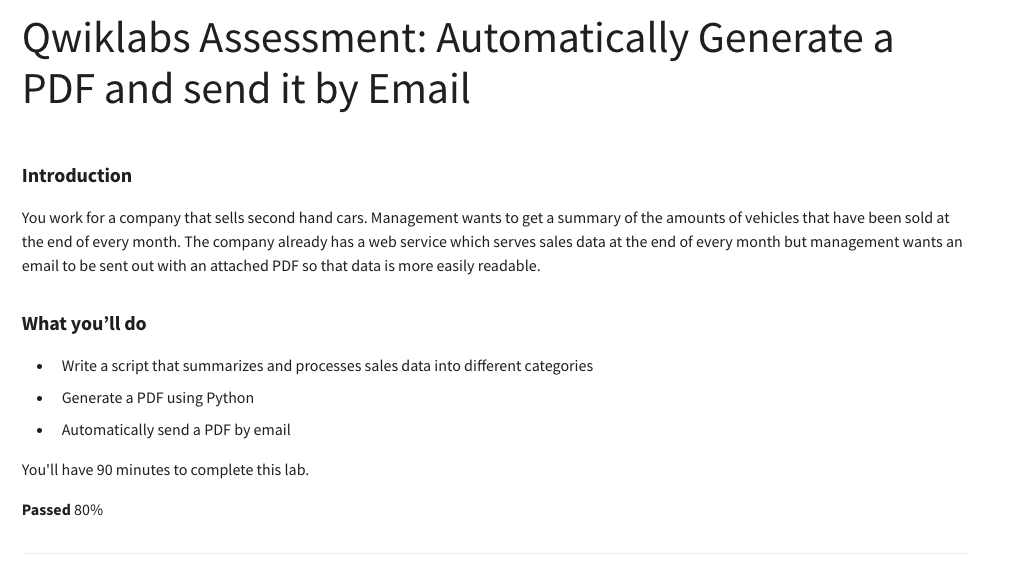 Qwiklabs Assessment: Automatically Generate a
PDF and send it by Email
Introduction
You work for a company that sells second hand cars. Management wants to get a summary of the amounts of vehicles that have been sold at
the end of every month. The company already has a web service which serves sales data at the end of every month but management wants an
email to be sent out with an attached PDF so that data is more easily readable.
What you’ll do
• Write a script that summarizes and processes sales data into different categories
• Generate a PDF using Python
• Automatically send a PDF by email
You'll have 90 minutes to complete this lab.
Passed 80%